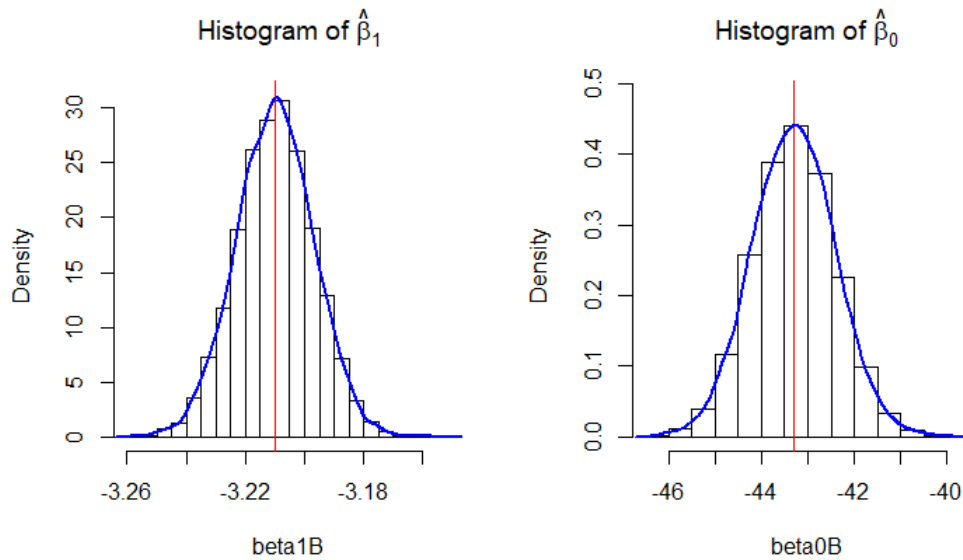 Histogram of β̂₁
Density
0 5 10 15 20 25 30
-3.26 -3.22 -3.18
beta1B
Histogram of β̂₀
Density
0.0 0.1 0.2 0.3 0.4 0.5
-46 -44 -42 -40
beta0B